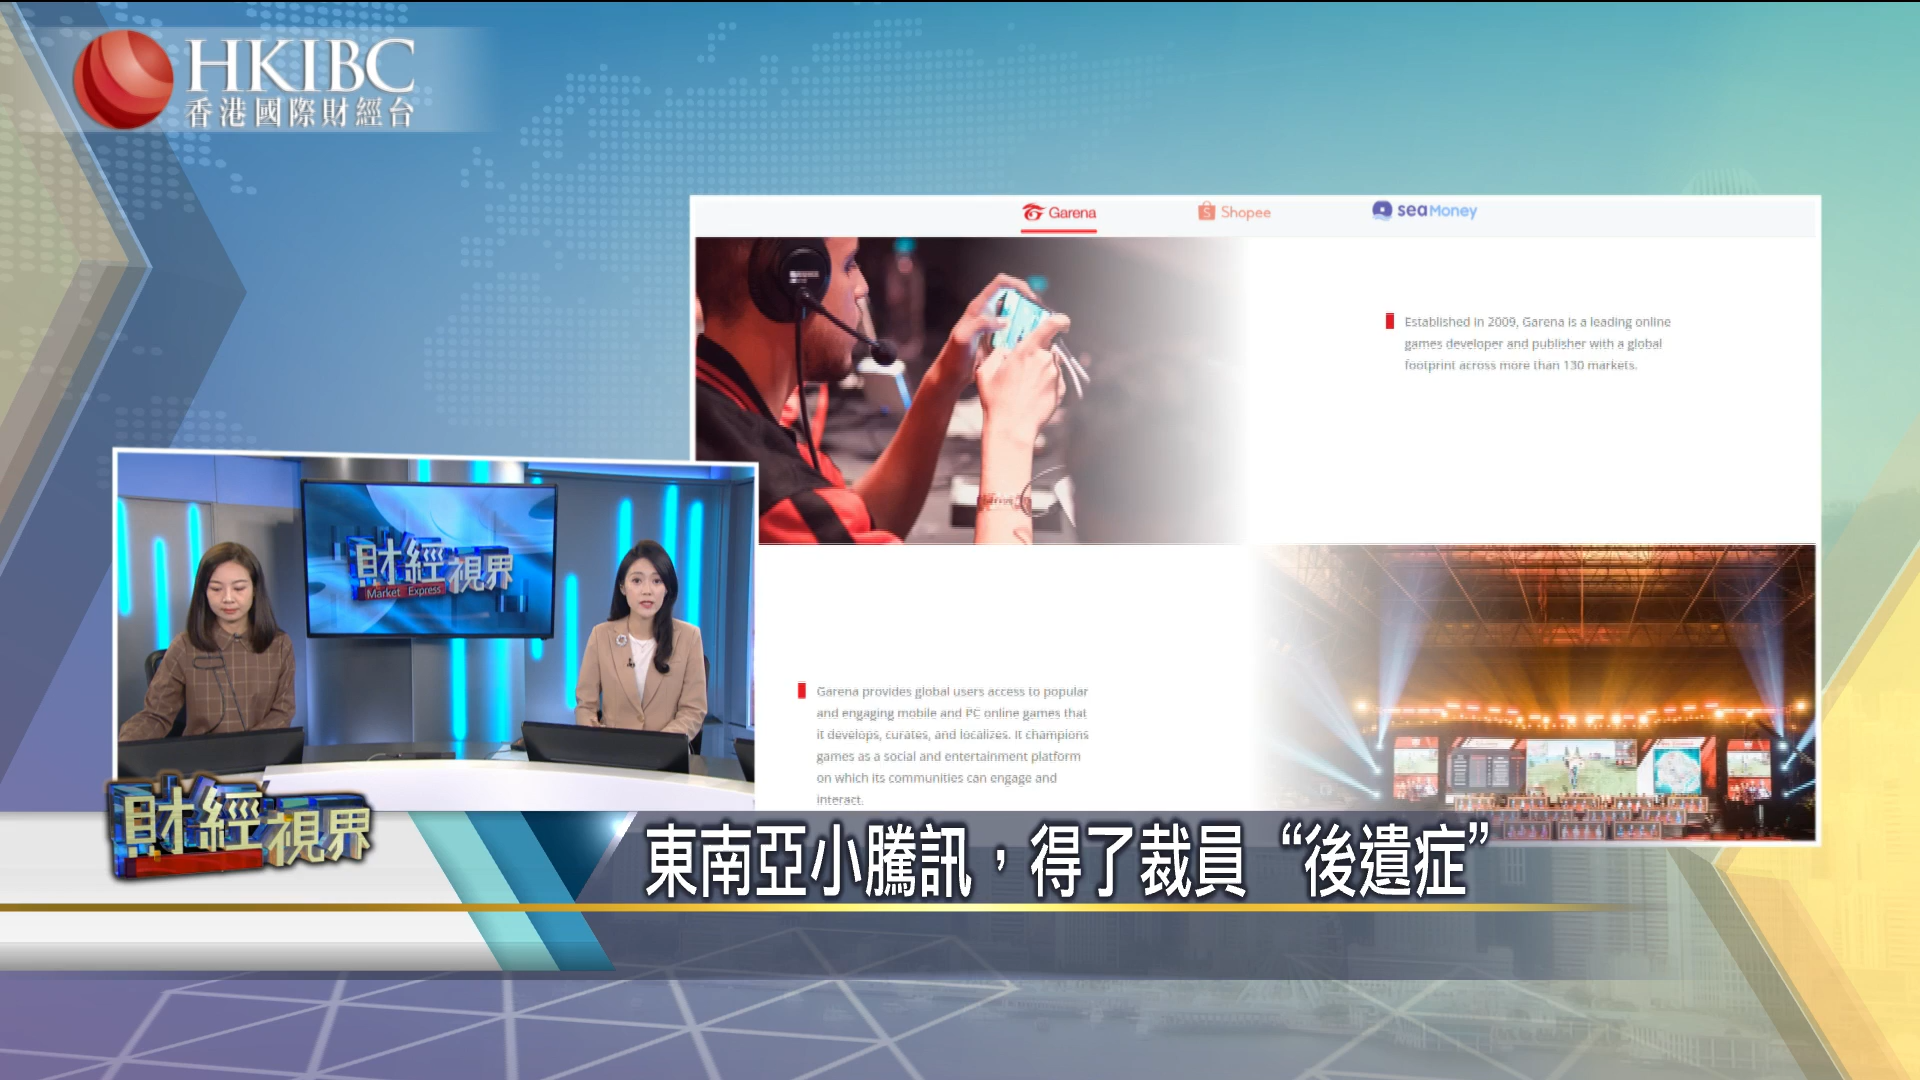 HKIBC
香港國際財經台
Garena
Shopee
sea Money
Established in 2009, Garena is a leading online
games developer and publisher with a global
footprint across more than 130 markets.
財經視界
Market Express
Garena provides global users access to popular
and engaging mobile and PC online games that
it develops, curates, and localizes. It champions
games as a social and entertainment platform
on which its communities can engage and
interact.
財經視界
東南亞小騰訊，得了裁員“後遺症”